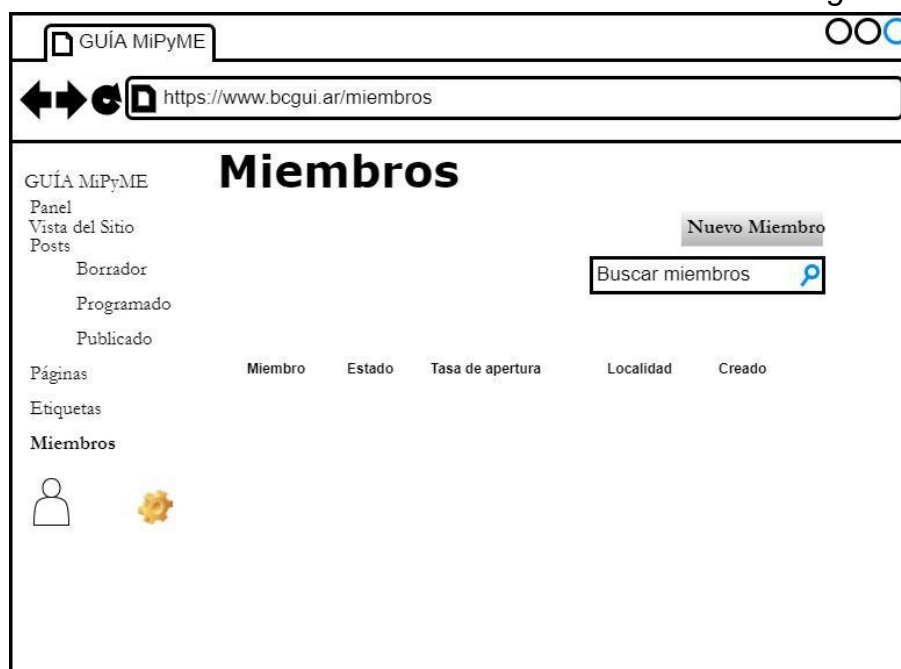 GUÍA MiPyME
https://www.bcgui.ar/miembros
Miembros
GUÍA MiPyME
Panel
Vista del Sitio
Posts
Borrador
Programado
Publicado
Páginas
Etiquetas
Miembros
Nuevo Miembro
Buscar miembros
Miembro Estado Tasa de apertura Localidad Creado